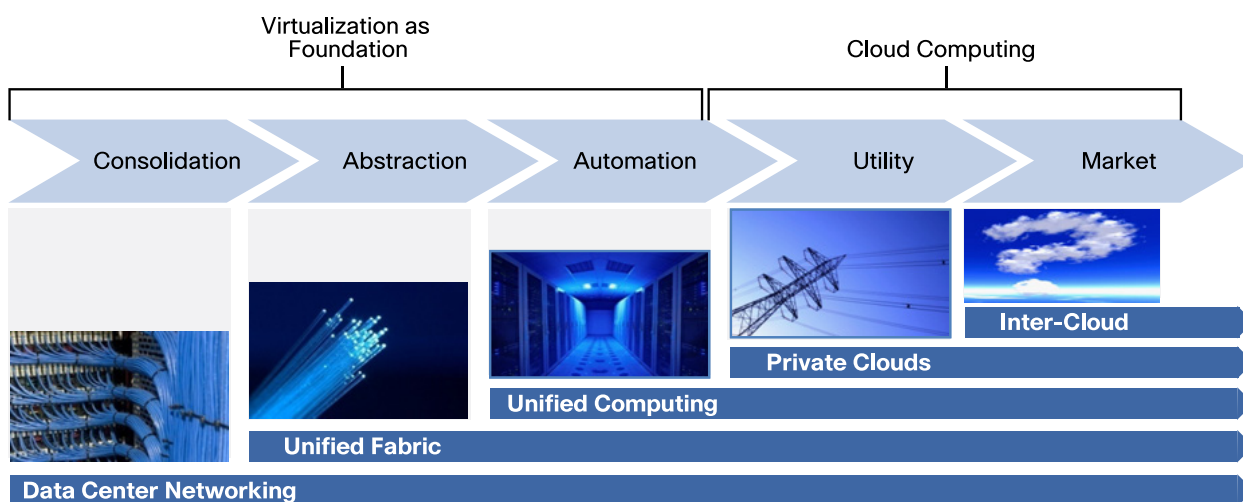 Virtualization as
Foundation
Cloud Computing
Consolidation
Abstraction
Automation
Utility
Market
Inter-Cloud
Private Clouds
Unified Computing
Unified Fabric
Data Center Networking